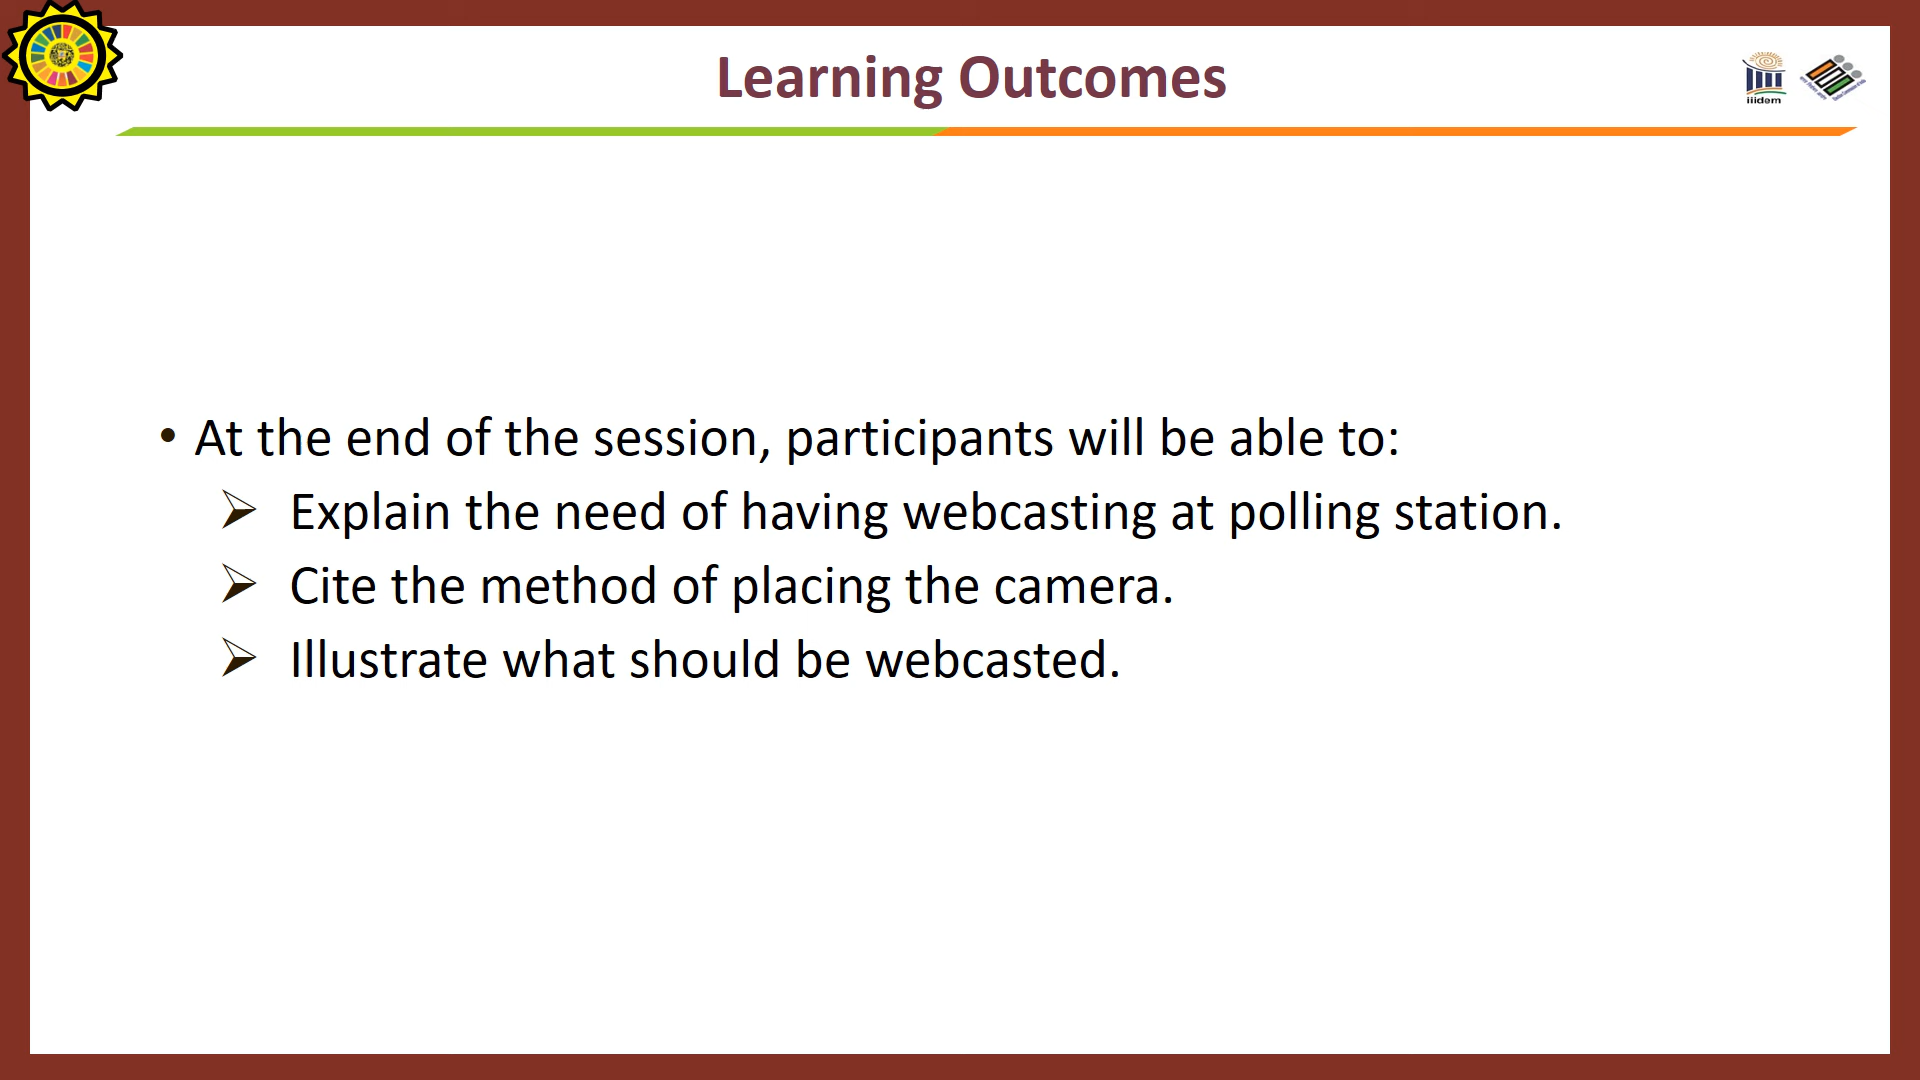 Learning Outcomes
iiidem
• At the end of the session, participants will be able to:
➢ Explain the need of having webcasting at polling station.
➢ Cite the method of placing the camera.
➢ Illustrate what should be webcasted.